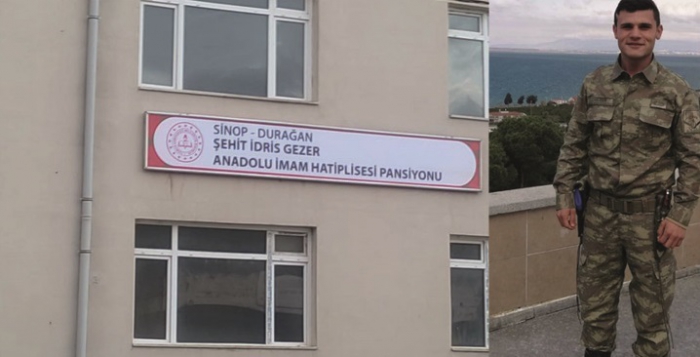 SİNOP - DURAĞAN
ŞEHİT İDRİS GEZER
ANADOLU İMAM HATİPLİSESİ PANSİYONU